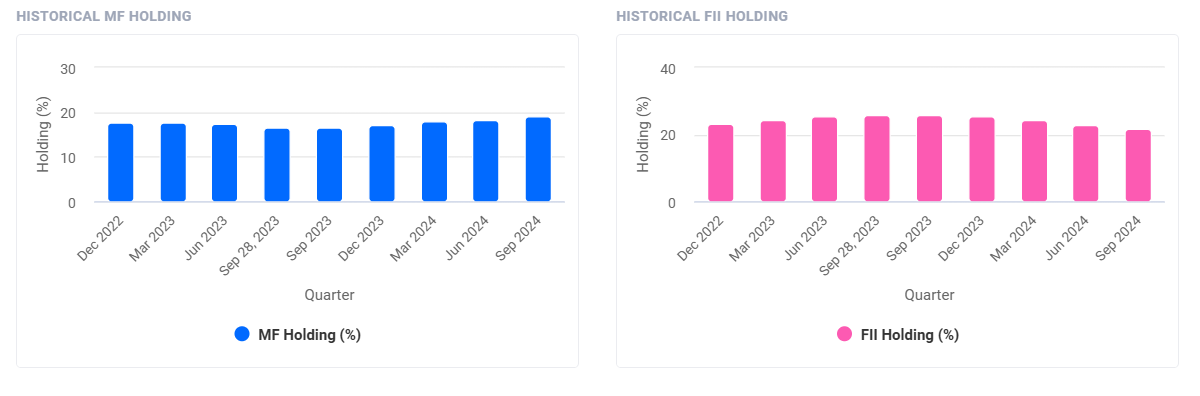 HISTORICAL MF HOLDING
30
20
10
0
Holding (%)
Dec 2022
Mar 2023
Jun 2023
Sep 28, 2023
Sep 2023
Dec 2023
Mar 2024
Jun 2024
Sep 2024
Quarter
MF Holding (%)
HISTORICAL FII HOLDING
40
20
0
Holding (%)
Dec 2022
Mar 2023
Jun 2023
Sep 28, 2023
Sep 2023
Dec 2023
Mar 2024
Jun 2024
Sep 2024
Quarter
FII Holding (%)